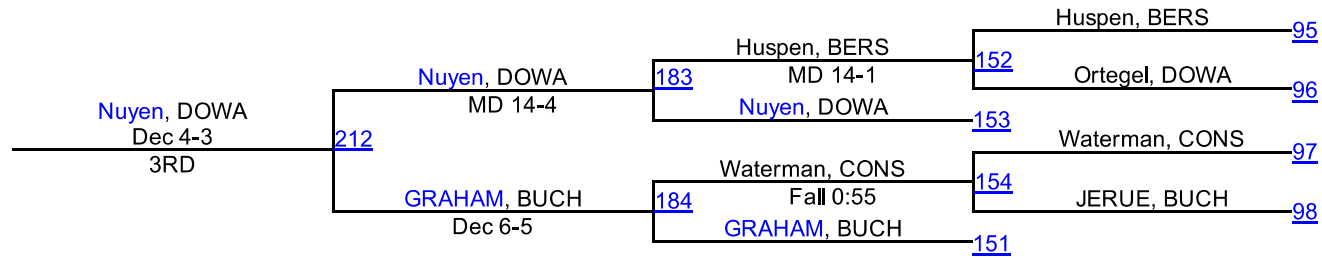 Huspen, BERS
95
Huspen, BERS
152
MD 14-1
Ortegel, DOWA
96
Nuyen, DOWA
183
MD 14-4
Nuyen, DOWA
153
Nuyen, DOWA
Dec 4-3
212
3RD
Waterman, CONS
97
Waterman, CONS
154
Fall 0:55
JERUE, BUCH
98
GRAHAM, BUCH
184
Dec 6-5
GRAHAM, BUCH
151